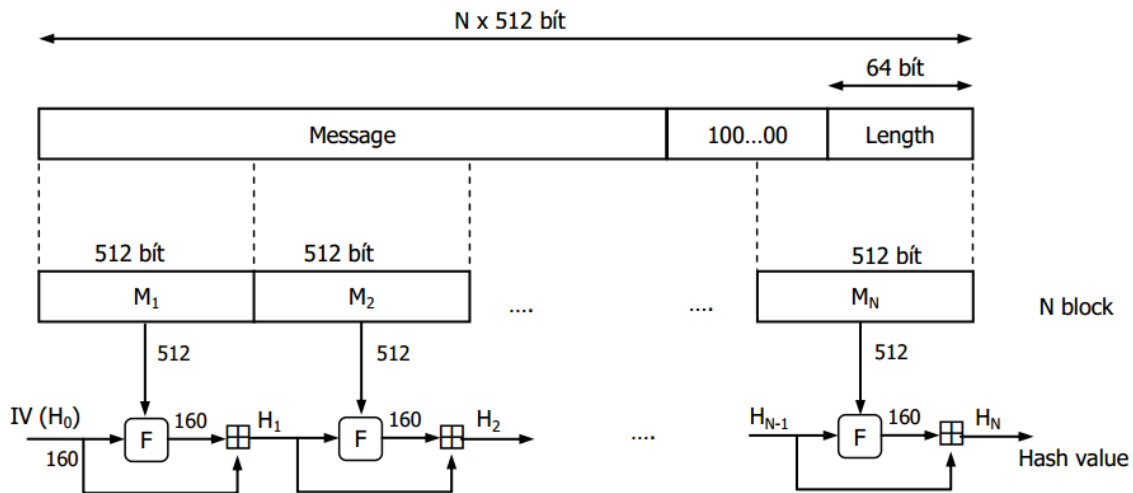 N x 512 bít
64 bít
Message 100...00 Length
512 bít 512 bít 512 bít
M1 M2 .... .... MN N block
512 512 512
IV (H0) F 160 H1 F 160 H2 .... HN-1 F 160 HN
160 Hash value